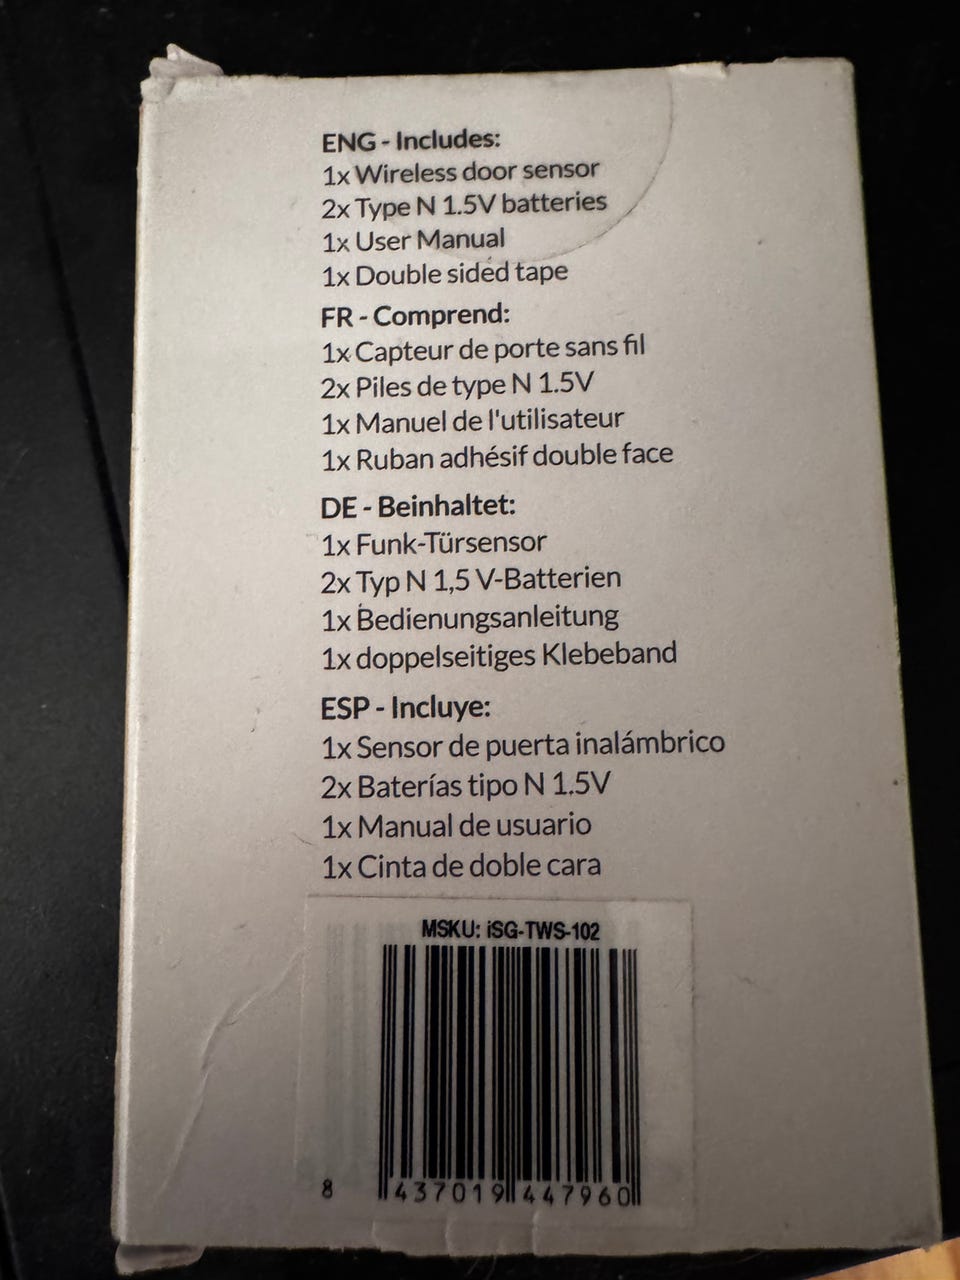 ENG - Includes:
1x Wireless door sensor
2x Type N 1.5V batteries
1x User Manual
1x Double sided tape
FR - Comprend:
1x Capteur de porte sans fil
2x Piles de type N 1.5V
1x Manuel de l'utilisateur
1x Ruban adhésif double face
DE - Beinhaltet:
1x Funk-Türsensor
2x Typ N 1,5 V-Batterien
1x Bedienungsanleitung
1x doppelseitiges Klebeband
ESP - Incluye:
1x Sensor de puerta inalámbrico
2x Baterías tipo N 1.5V
1x Manual de usuario
1x Cinta de doble cara
MSKU: iSG-TWS-102
8 437019 447960